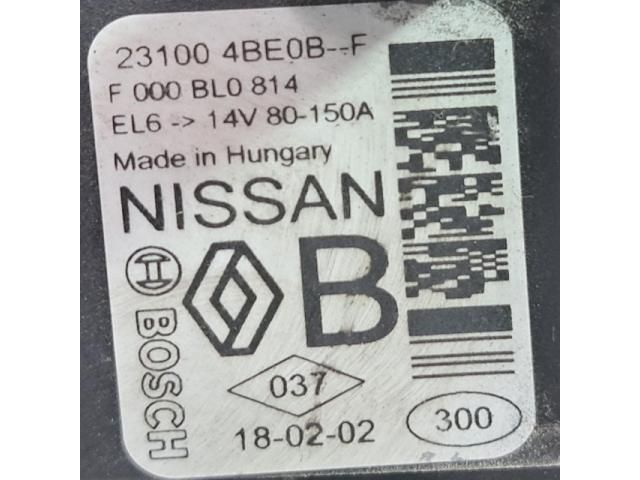 23100 4BE0B--F
F 000 BL0 814
EL6 -> 14V 80-150A
Made in Hungary
NISSAN
B
BOSCH
037
18-02-02
300